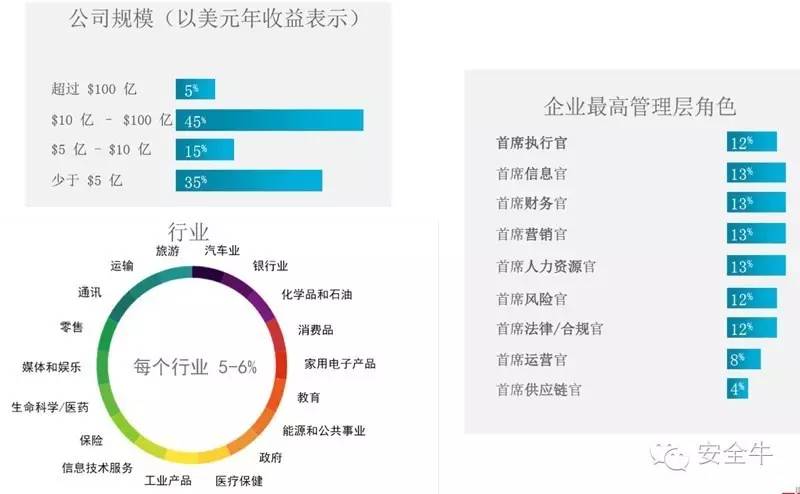 公司规模（以美元年收益表示）
超过 $100 亿 5%
$10 亿 - $100 亿 45%
$5 亿 - $10 亿 15%
少于 $5 亿 35%
企业最高管理层角色
首席执行官 12%
首席信息官 13%
首席财务官 13%
首席营销官 13%
首席人力资源官 13%
首席风险官 12%
首席法律/合规官 12%
首席运营官 8%
首席供应链官 4%
行业
旅游
汽车业
运输
银行业
通讯
化学品和石油
零售
消费品
媒体和娱乐
每个行业 5-6%
家用电子产品
生命科学/医药
教育
保险
能源和公共事业
信息技术服务
政府
工业产品
医疗保健
安全牛